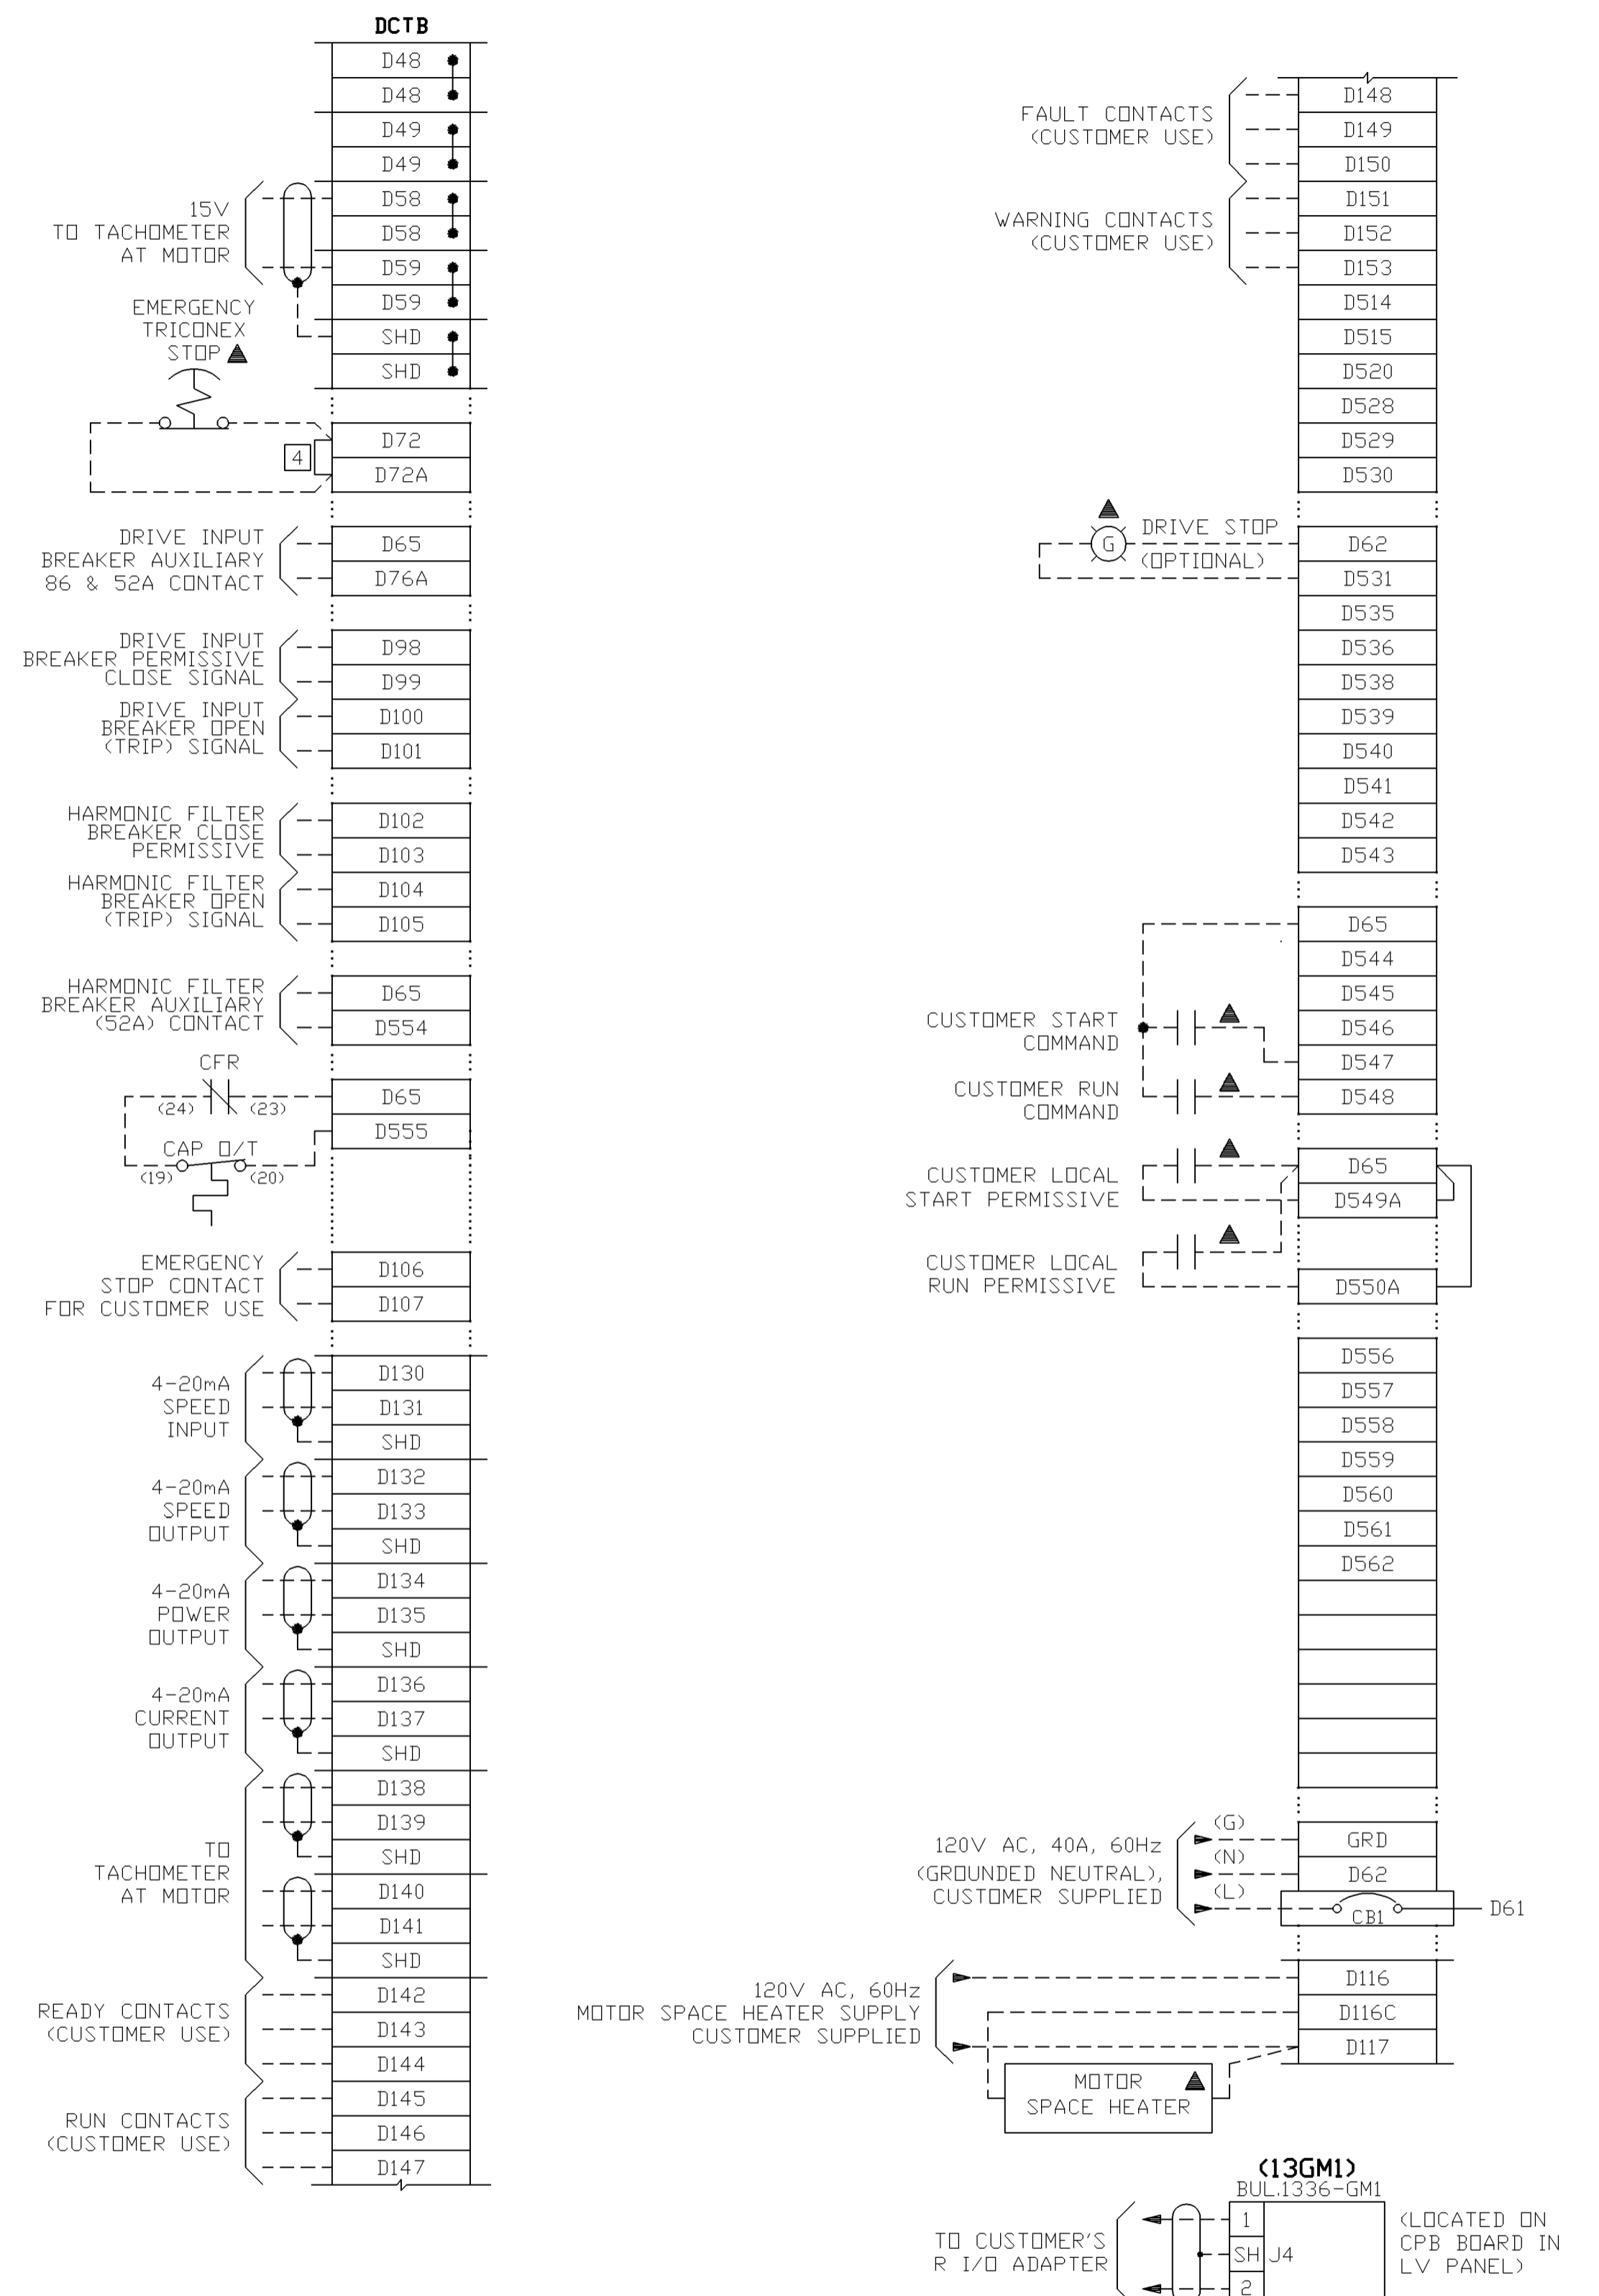 DCTB
D48
D48
D49
D49
15V
TO TACHOMETER
AT MOTOR
D58
D58
D59
D59
SHD
SHD
EMERGENCY
TRICONEX
STOP
4
D72
D72A
DRIVE INPUT
BREAKER AUXILIARY
86 & 52A CONTACT
D65
D76A
DRIVE INPUT
BREAKER PERMISSIVE
CLOSE SIGNAL
D98
D99
DRIVE INPUT
BREAKER OPEN
(TRIP) SIGNAL
D100
D101
HARMONIC FILTER
BREAKER CLOSE
PERMISSIVE
D102
D103
HARMONIC FILTER
BREAKER OPEN
(TRIP) SIGNAL
D104
D105
HARMONIC FILTER
BREAKER AUXILIARY
(52A) CONTACT
D65
D554
CFR
(24) (23)
D65
D555
CAP O/T
(19) (20)
EMERGENCY
STOP CONTACT
FOR CUSTOMER USE
D106
D107
4-20mA
SPEED
INPUT
D130
D131
SHD
4-20mA
SPEED
OUTPUT
D132
D133
SHD
4-20mA
POWER
OUTPUT
D134
D135
SHD
4-20mA
CURRENT
OUTPUT
D136
D137
SHD
TO
TACHOMETER
AT MOTOR
D138
D139
SHD
D140
D141
SHD
READY CONTACTS
(CUSTOMER USE)
D142
D143
D144
RUN CONTACTS
(CUSTOMER USE)
D145
D146
D147
FAULT CONTACTS
(CUSTOMER USE)
D148
D149
D150
WARNING CONTACTS
(CUSTOMER USE)
D151
D152
D153
D514
D515
D520
D528
D529
D530
G
DRIVE STOP
(OPTIONAL)
D62
D531
D535
D536
D538
D539
D540
D541
D542
D543
D65
D544
D545
D546
D547
D548
CUSTOMER START
COMMAND
CUSTOMER RUN
COMMAND
CUSTOMER LOCAL
START PERMISSIVE
D65
D549A
CUSTOMER LOCAL
RUN PERMISSIVE
D550A
D556
D557
D558
D559
D560
D561
D562
120V AC, 40A, 60Hz
(GROUNDED NEUTRAL),
CUSTOMER SUPPLIED
(G)
(N)
(L)
GRD
D62
CB1
D61
120V AC, 60Hz
MOTOR SPACE HEATER SUPPLY
CUSTOMER SUPPLIED
D116
D116C
D117
MOTOR
SPACE HEATER
(13GM1)
BUL.1336-GM1
TO CUSTOMER'S
R I/O ADAPTER
1
SH
2
J4
(LOCATED ON
CPB BOARD IN
LV PANEL)